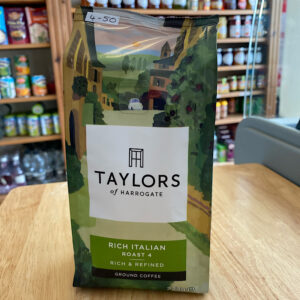 4-50
TAYLORS
of HARROGATE
RICH ITALIAN
ROAST 4
RICH & REFINED
GROUND COFFEE